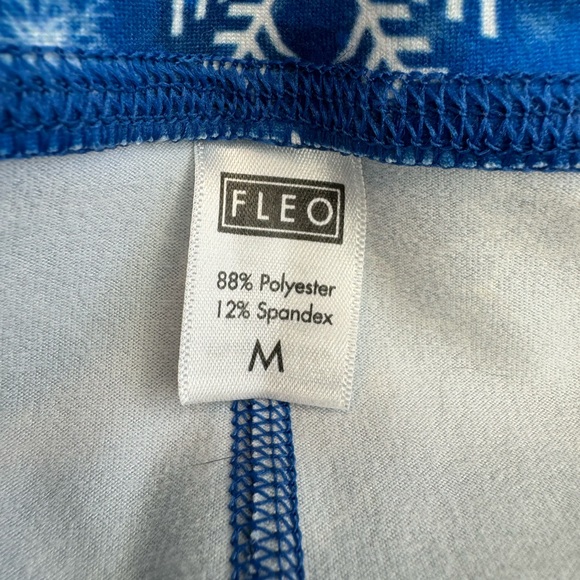 FLEO
88% Polyester
12% Spandex
M